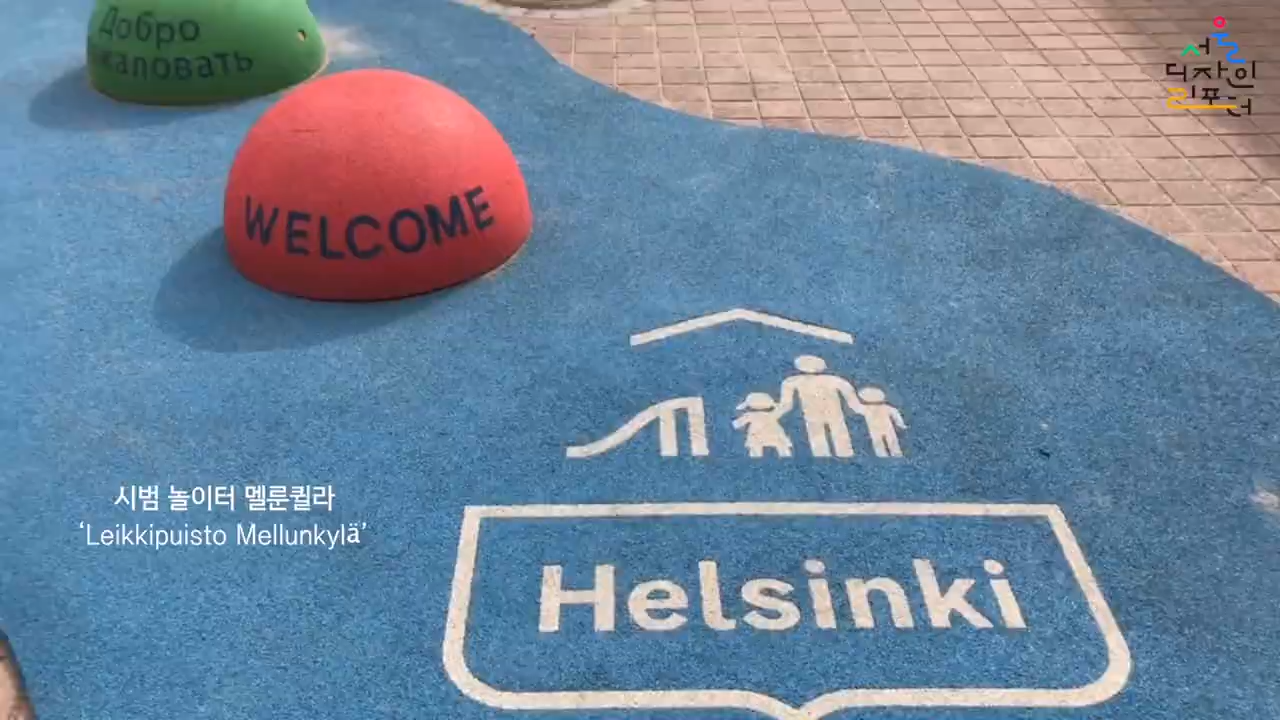 Добро
жаловать
WELCOME
서울
디자인
리포터
시범 놀이터 멜룬퀼라
‘Leikkipuisto Mellunkylä’
Helsinki